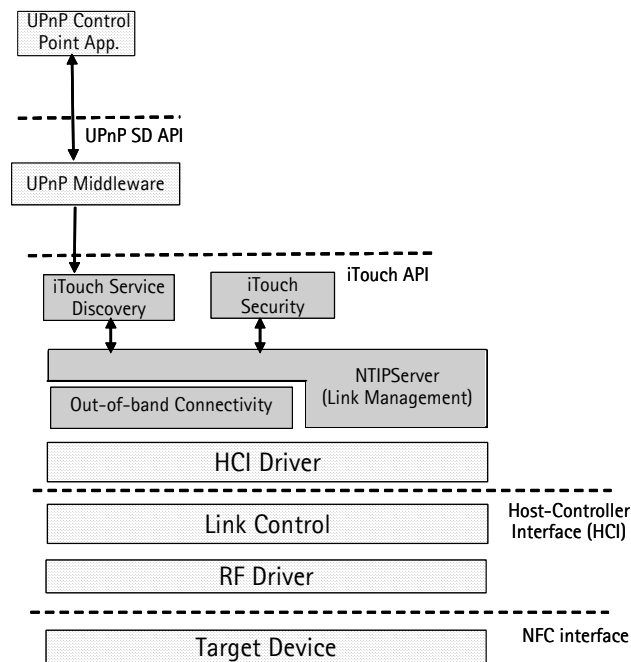 UPnP Control
Point App.
UPnP SD API
UPnP Middleware
iTouch API
iTouch Service
Discovery
iTouch
Security
NTIPServer
(Link Management)
Out-of-band Connectivity
HCI Driver
Host-Controller
Interface (HCI)
Link Control
RF Driver
NFC interface
Target Device